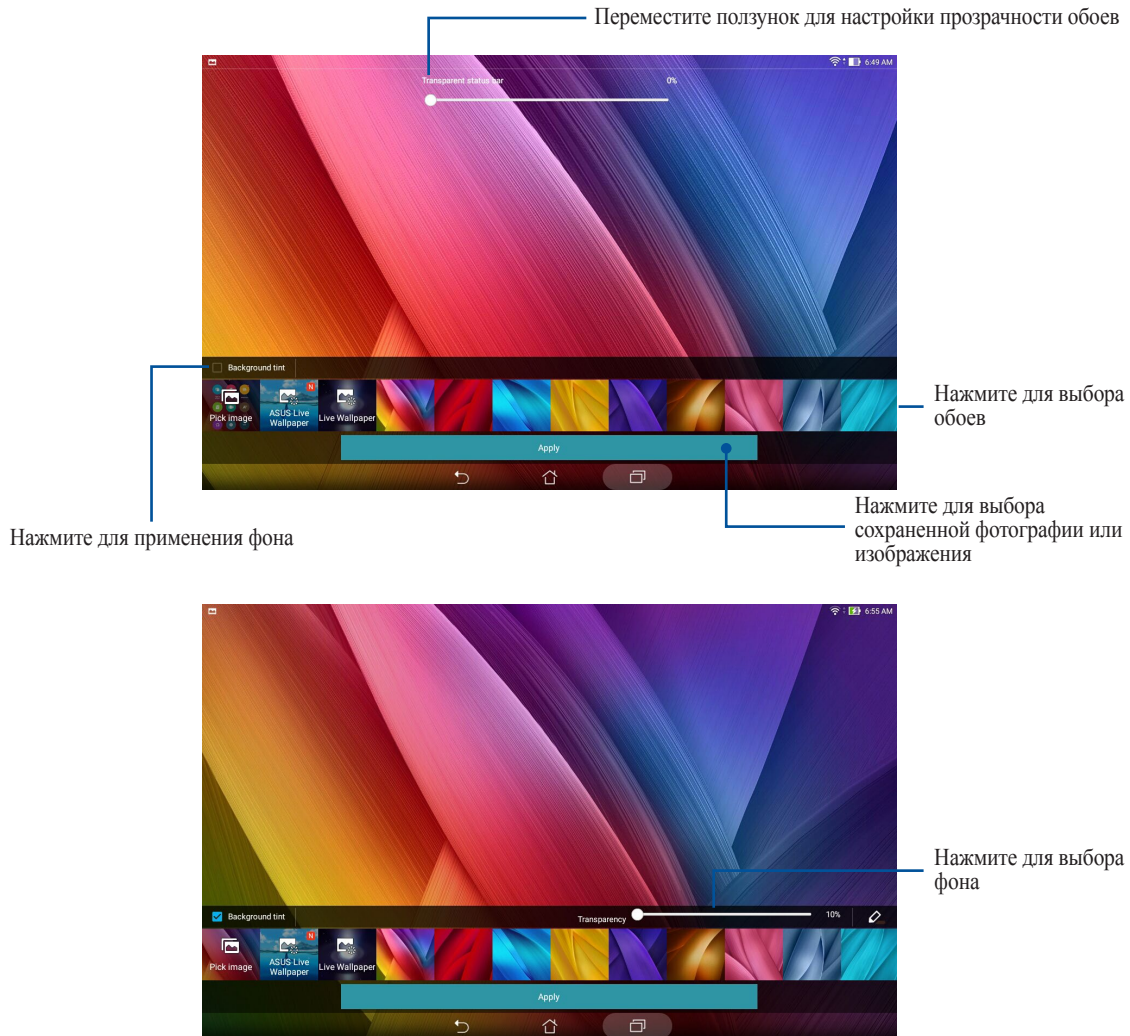 Переместите ползунок для настройки прозрачности обоев
6:49 AM
Transparent status bar 0%
Background tint
Pick image
ASUS Live
Wallpaper
N
Live Wallpaper
Нажмите для выбора
обоев
Apply
Нажмите для выбора
сохраненной фотографии или
изображения
Нажмите для применения фона
6:55 AM
Нажмите для выбора
фона
Background tint
Transparency 10%
Pick image
ASUS Live
Wallpaper
N
Live Wallpaper
Apply